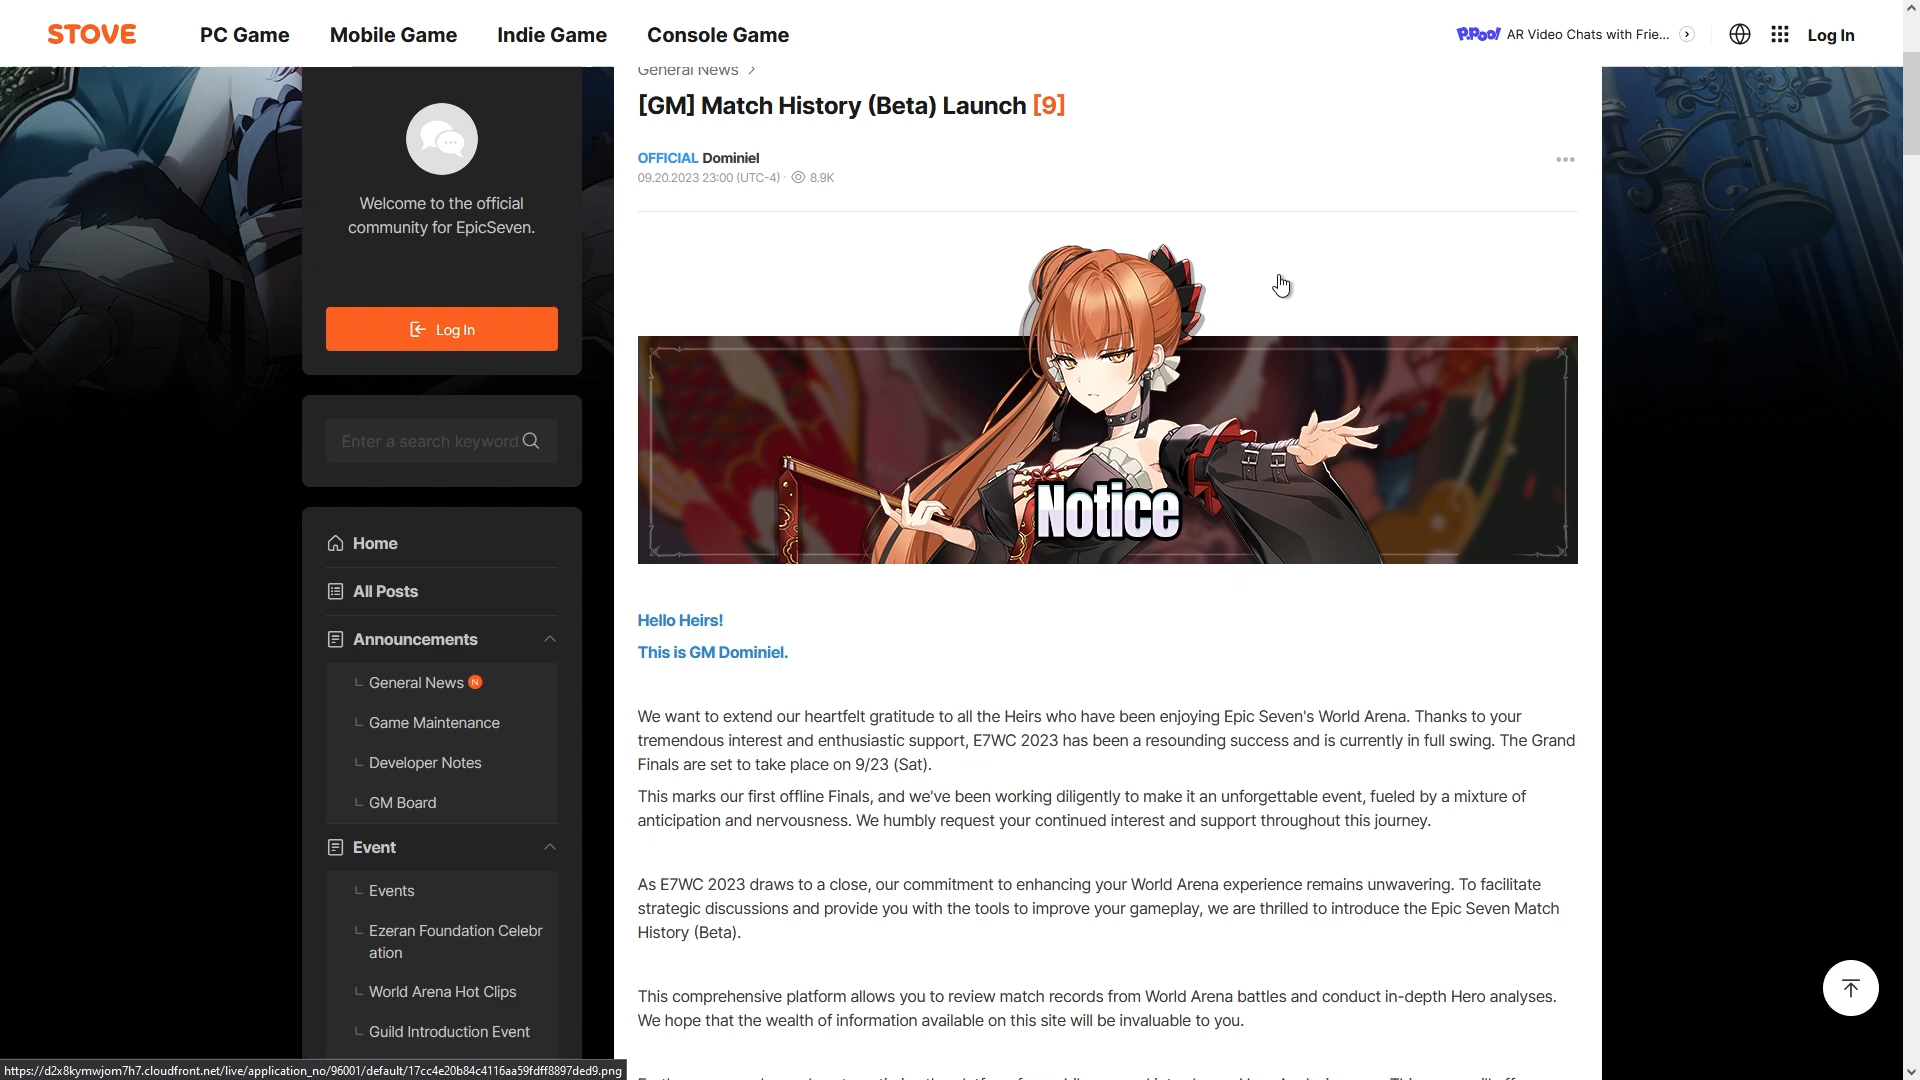 STOVE
PC Game
Mobile Game
Indie Game
Console Game
P.Pool
AR Video Chats with Frie...
Log In
Welcome to the official
community for EpicSeven.
Log In
Enter a search keyword
Home
All Posts
Announcements
General News N
Game Maintenance
Developer Notes
GM Board
Event
Events
Ezeran Foundation Celebr
ation
World Arena Hot Clips
Guild Introduction Event
General News
[GM] Match History (Beta) Launch [9]
OFFICIAL Dominiel
09.20.2023 23:00 (UTC-4) · 8.9K
Notice
Hello Heirs!
This is GM Dominiel.
We want to extend our heartfelt gratitude to all the Heirs who have been enjoying Epic Seven's World Arena. Thanks to your
tremendous interest and enthusiastic support, E7WC 2023 has been a resounding success and is currently in full swing. The Grand
Finals are set to take place on 9/23 (Sat).
This marks our first offline Finals, and we've been working diligently to make it an unforgettable event, fueled by a mixture of
anticipation and nervousness. We humbly request your continued interest and support throughout this journey.
As E7WC 2023 draws to a close, our commitment to enhancing your World Arena experience remains unwavering. To facilitate
strategic discussions and provide you with the tools to improve your gameplay, we are thrilled to introduce the Epic Seven Match
History (Beta).
This comprehensive platform allows you to review match records from World Arena battles and conduct in-depth Hero analyses.
We hope that the wealth of information available on this site will be invaluable to you.
https://d2x8kymwjom7h7.cloudfront.net/live/application_no/96001/default/17cc4e20b84c4116aa59fdff8897ded9.png